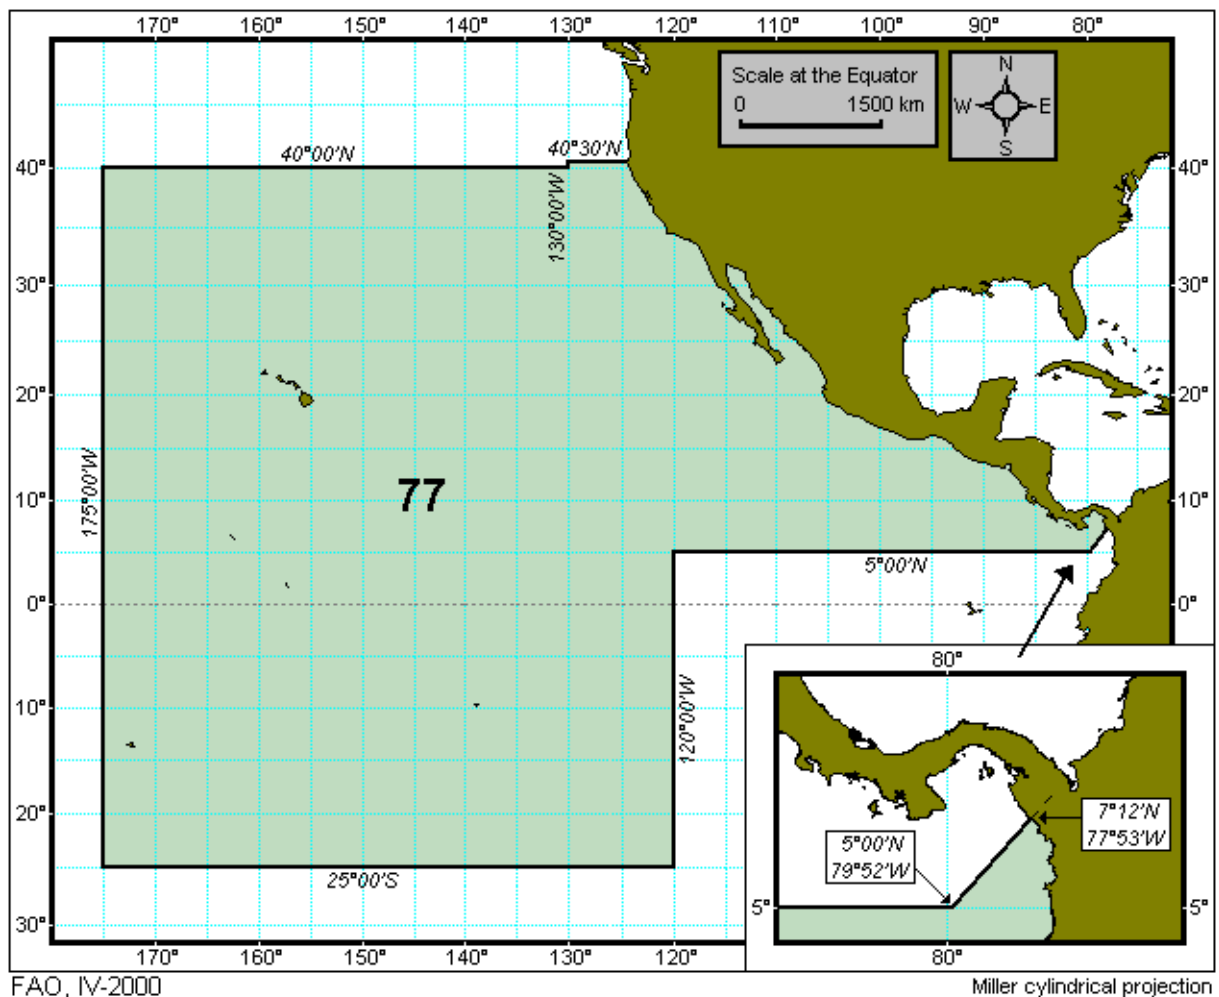 170° 160° 150° 140° 130° 120° 110° 100° 90° 80°
Scale at the Equator
0 1500 km
N
W E
S
40°00'N
40°30'N
40° 40°
130°00'W
30° 30°
20° 20°
175°00'W
77
10° 10°
5°00'N
0° 0°
80°
10°
120°00'W
20°
7°12'N
77°53'W
5°00'N
79°52'W
25°00'S
5° 5°
30°
170° 160° 150° 140° 130° 120° 80°
FAO, IV-2000
Miller cylindrical projection